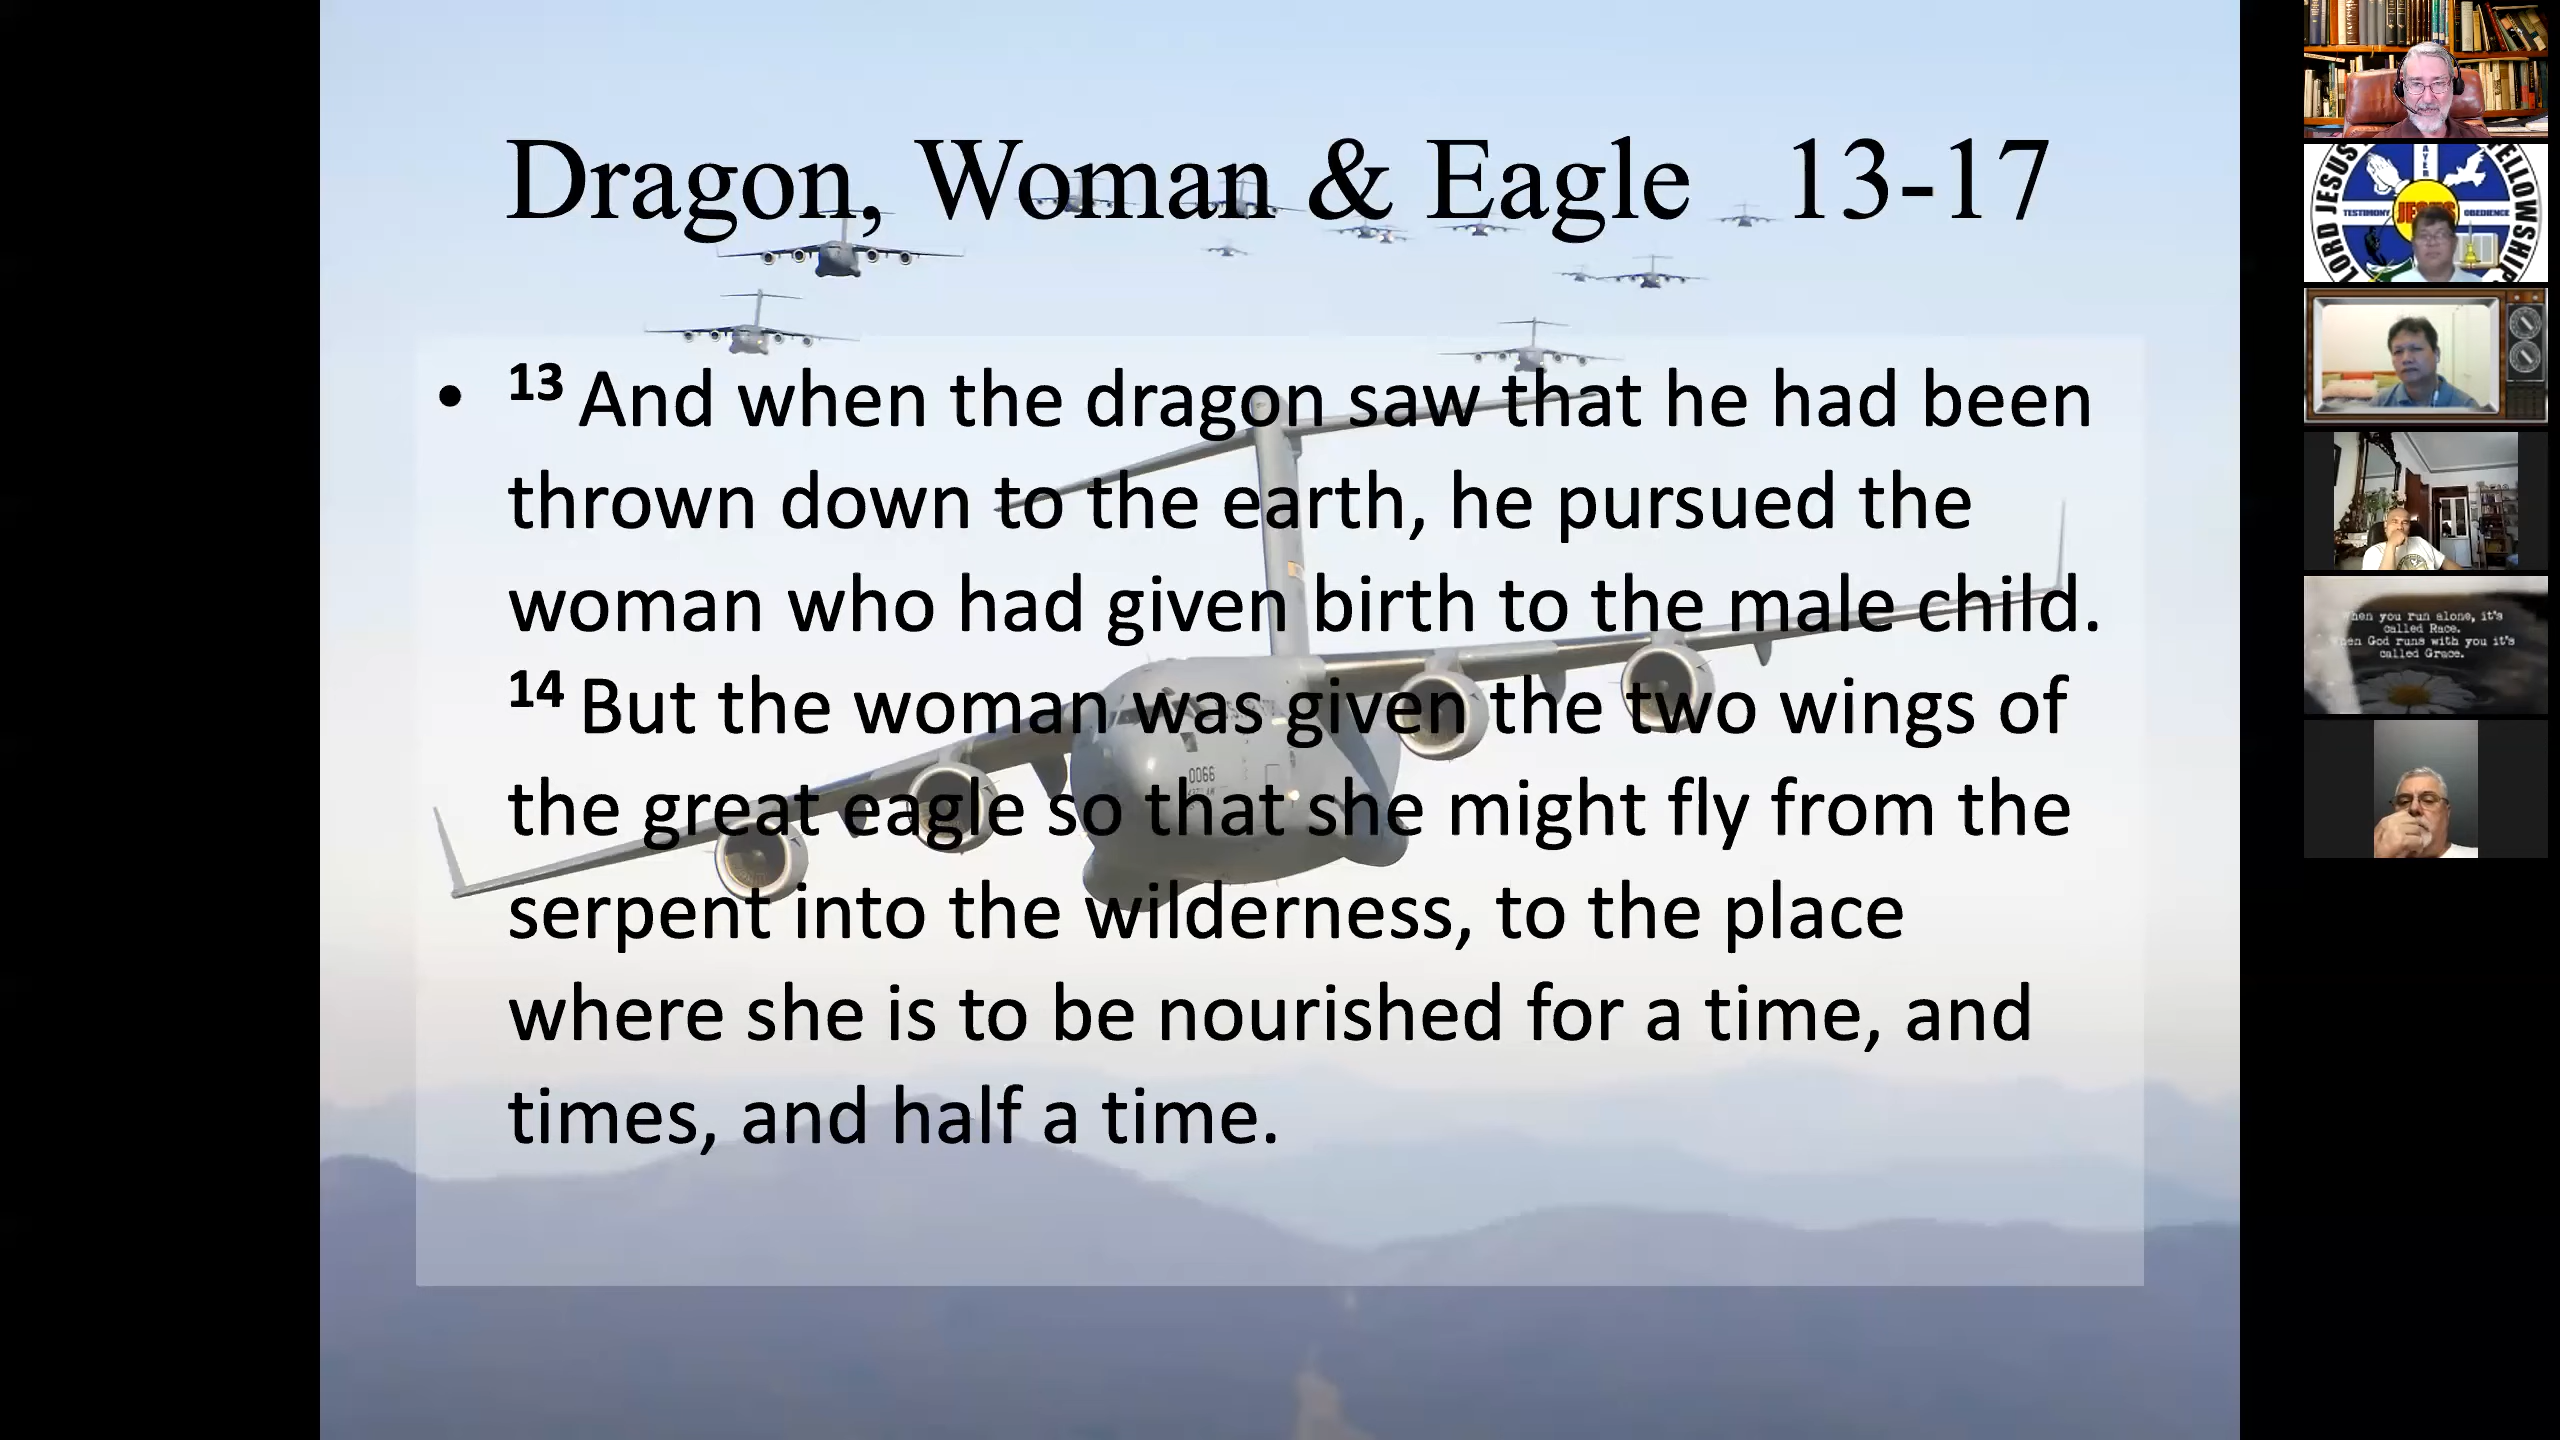 Dragon, Woman & Eagle 13-17
• 13 And when the dragon saw that he had been
thrown down to the earth, he pursued the
woman who had given birth to the male child.
14 But the woman was given the two wings of
the great eagle so that she might fly from the
serpent into the wilderness, to the place
where she is to be nourished for a time, and
times, and half a time.
0066
LORD JESUS
FELLOWSHIP
TESTIMONY
OBEDIENCE
hen you run alone, it's
called Race.
en God runs with you it's
called Grace.